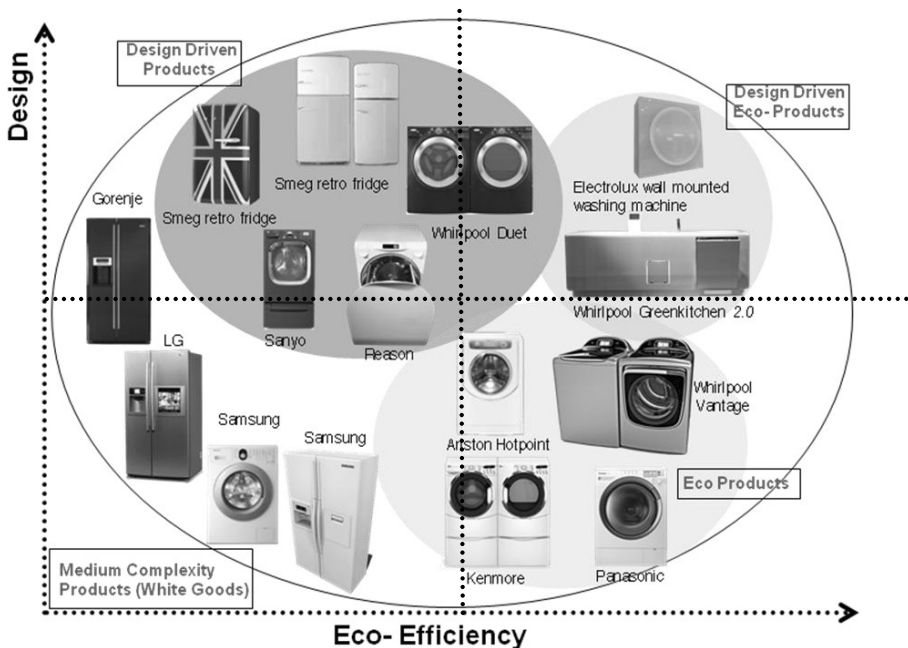 Design
Design Driven
Products
Design Driven
Eco- Products
Smeg retro fridge
Electrolux wall mounted
washing machine
Gorenje
Smeg retro fridge
Whirlpool Duet
Whirlpool Greenkitchen 2.0
LG
Sanyo
Reason
Whirlpool
Vantage
Samsung
Samsung
Ariston Hotpoint
Eco Products
Medium Complexity
Products (White Goods)
Kenmore
Panasonic
Eco- Efficiency